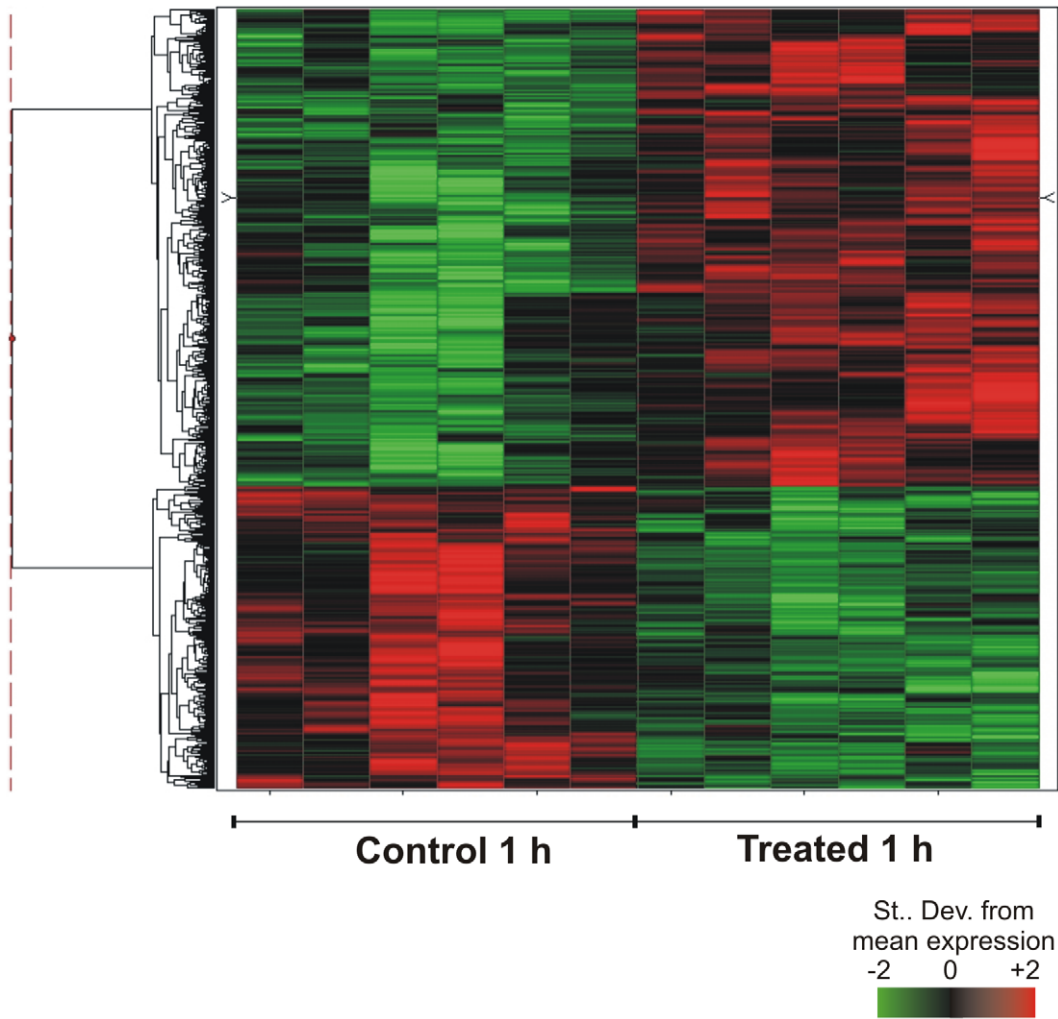 Control 1 h
Treated 1 h
St.. Dev. from
mean expression
-2 0 +2